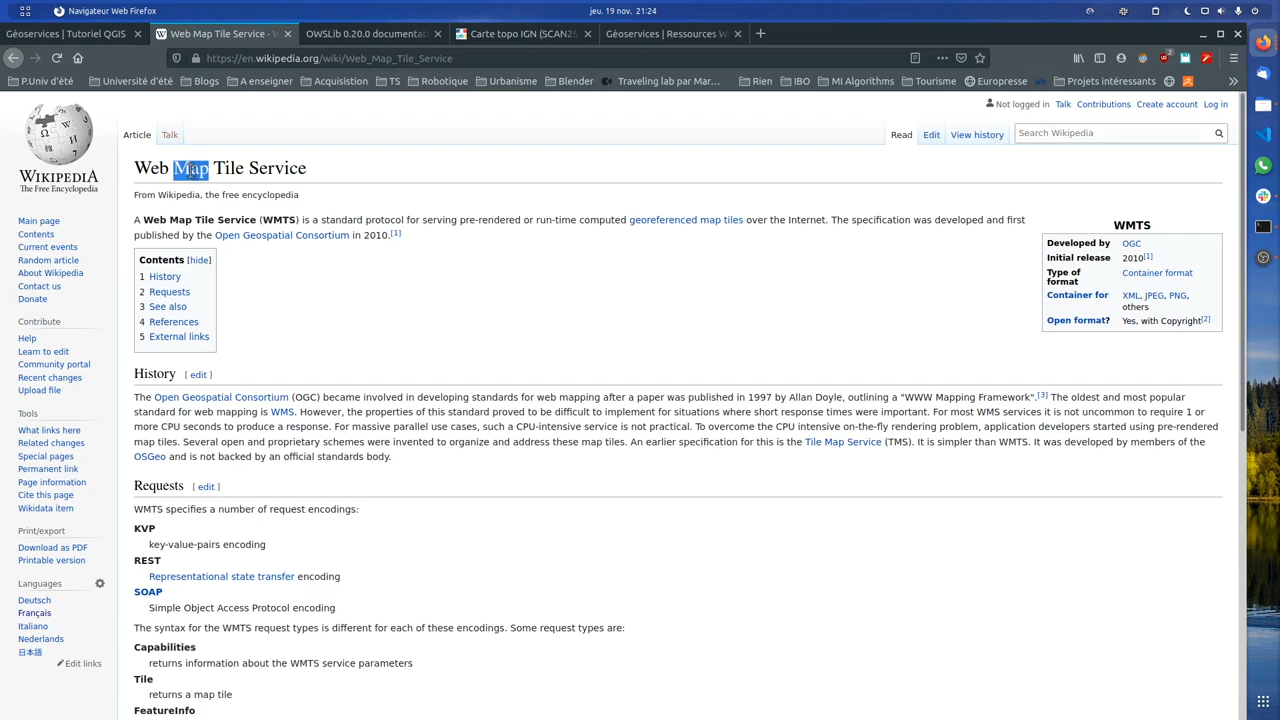 Navigateur Web Firefox
jeu. 19 nov. 21:24
Géoservices | Tutoriel QGIS
Web Map Tile Service - W
OWSLib 0.20.0 documentat
Carte topo IGN (SCAN25
Géoservices | Ressources W
https://en.wikipedia.org/wiki/Web_Map_Tile_Service
2
P.Univ d'été
Université d'été
Blogs
A enseigner
Acquisistion
TS
Robotique
Urbanisme
Blender
Traveling lab par Mar...
Rien
IBO
MI Algorithms
Tourisme
Europresse
Projets intéressants
Not logged in Talk Contributions Create account Log in
Article Talk
Read Edit View history
Search Wikipedia
WIKIPEDIA
The Free Encyclopedia
Main page
Contents
Current events
Random article
About Wikipedia
Contact us
Donate
Contribute
Help
Learn to edit
Community portal
Recent changes
Upload file
Tools
What links here
Related changes
Special pages
Permanent link
Page information
Cite this page
Wikidata item
Print/export
Download as PDF
Printable version
Languages
Deutsch
Français
Italiano
Nederlands
日本語
Edit links
Web Map Tile Service
From Wikipedia, the free encyclopedia
A Web Map Tile Service (WMTS) is a standard protocol for serving pre-rendered or run-time computed georeferenced map tiles over the Internet. The specification was developed and first
published by the Open Geospatial Consortium in 2010.[1]
WMTS
Developed by OGC
Initial release 2010[1]
Type of Container format
format
Container for XML, JPEG, PNG,
others
Open format? Yes, with Copyright[2]
Contents [hide]
1 History
2 Requests
3 See also
4 References
5 External links
History [ edit ]
The Open Geospatial Consortium (OGC) became involved in developing standards for web mapping after a paper was published in 1997 by Allan Doyle, outlining a "WWW Mapping Framework".[3] The oldest and most popular
standard for web mapping is WMS. However, the properties of this standard proved to be difficult to implement for situations where short response times were important. For most WMS services it is not uncommon to require 1 or
more CPU seconds to produce a response. For massive parallel use cases, such a CPU-intensive service is not practical. To overcome the CPU intensive on-the-fly rendering problem, application developers started using pre-rendered
map tiles. Several open and proprietary schemes were invented to organize and address these map tiles. An earlier specification for this is the Tile Map Service (TMS). It is simpler than WMTS. It was developed by members of the
OSGeo and is not backed by an official standards body.
Requests [ edit ]
WMTS specifies a number of request encodings:
KVP
key-value-pairs encoding
REST
Representational state transfer encoding
SOAP
Simple Object Access Protocol encoding
The syntax for the WMTS request types is different for each of these encodings. Some request types are:
Capabilities
returns information about the WMTS service parameters
Tile
returns a map tile
FeatureInfo